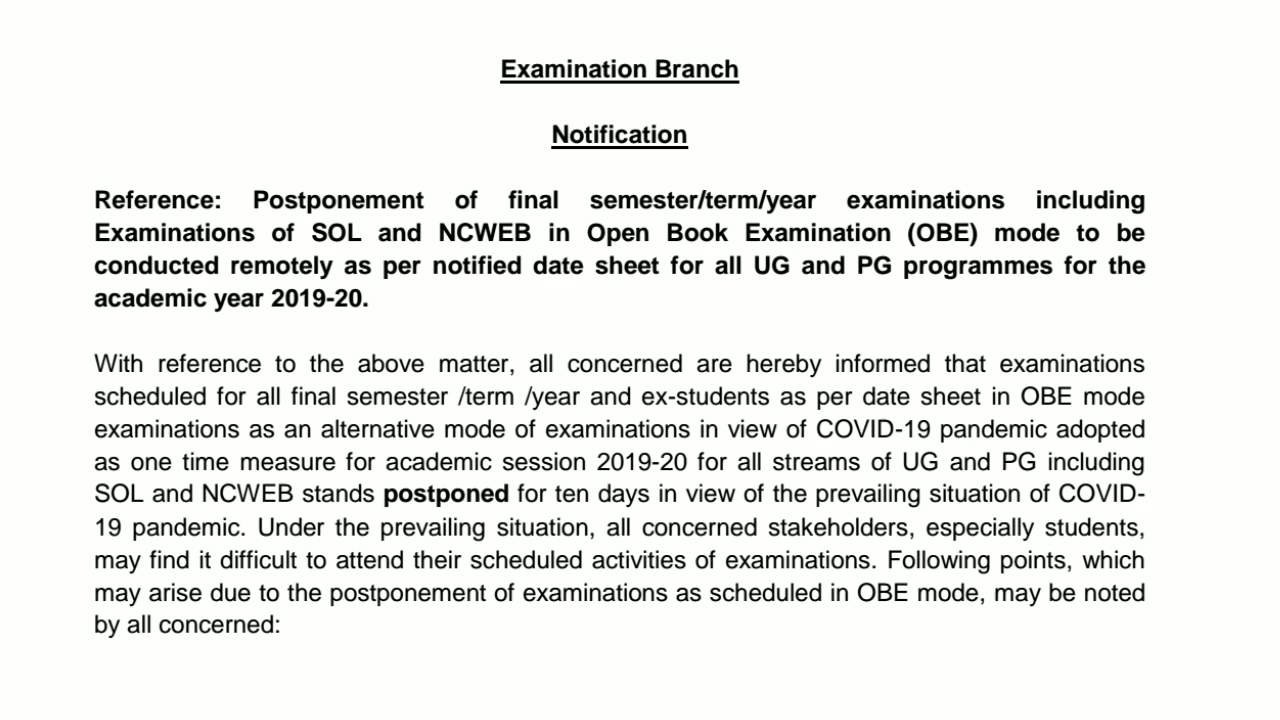 Examination Branch
Notification
Reference: Postponement of final semester/term/year examinations including
Examinations of SOL and NCWEB in Open Book Examination (OBE) mode to be
conducted remotely as per notified date sheet for all UG and PG programmes for the
academic year 2019-20.
With reference to the above matter, all concerned are hereby informed that examinations
scheduled for all final semester /term /year and ex-students as per date sheet in OBE mode
examinations as an alternative mode of examinations in view of COVID-19 pandemic adopted
as one time measure for academic session 2019-20 for all streams of UG and PG including
SOL and NCWEB stands postponed for ten days in view of the prevailing situation of COVID-
19 pandemic. Under the prevailing situation, all concerned stakeholders, especially students,
may find it difficult to attend their scheduled activities of examinations. Following points, which
may arise due to the postponement of examinations as scheduled in OBE mode, may be noted
by all concerned: